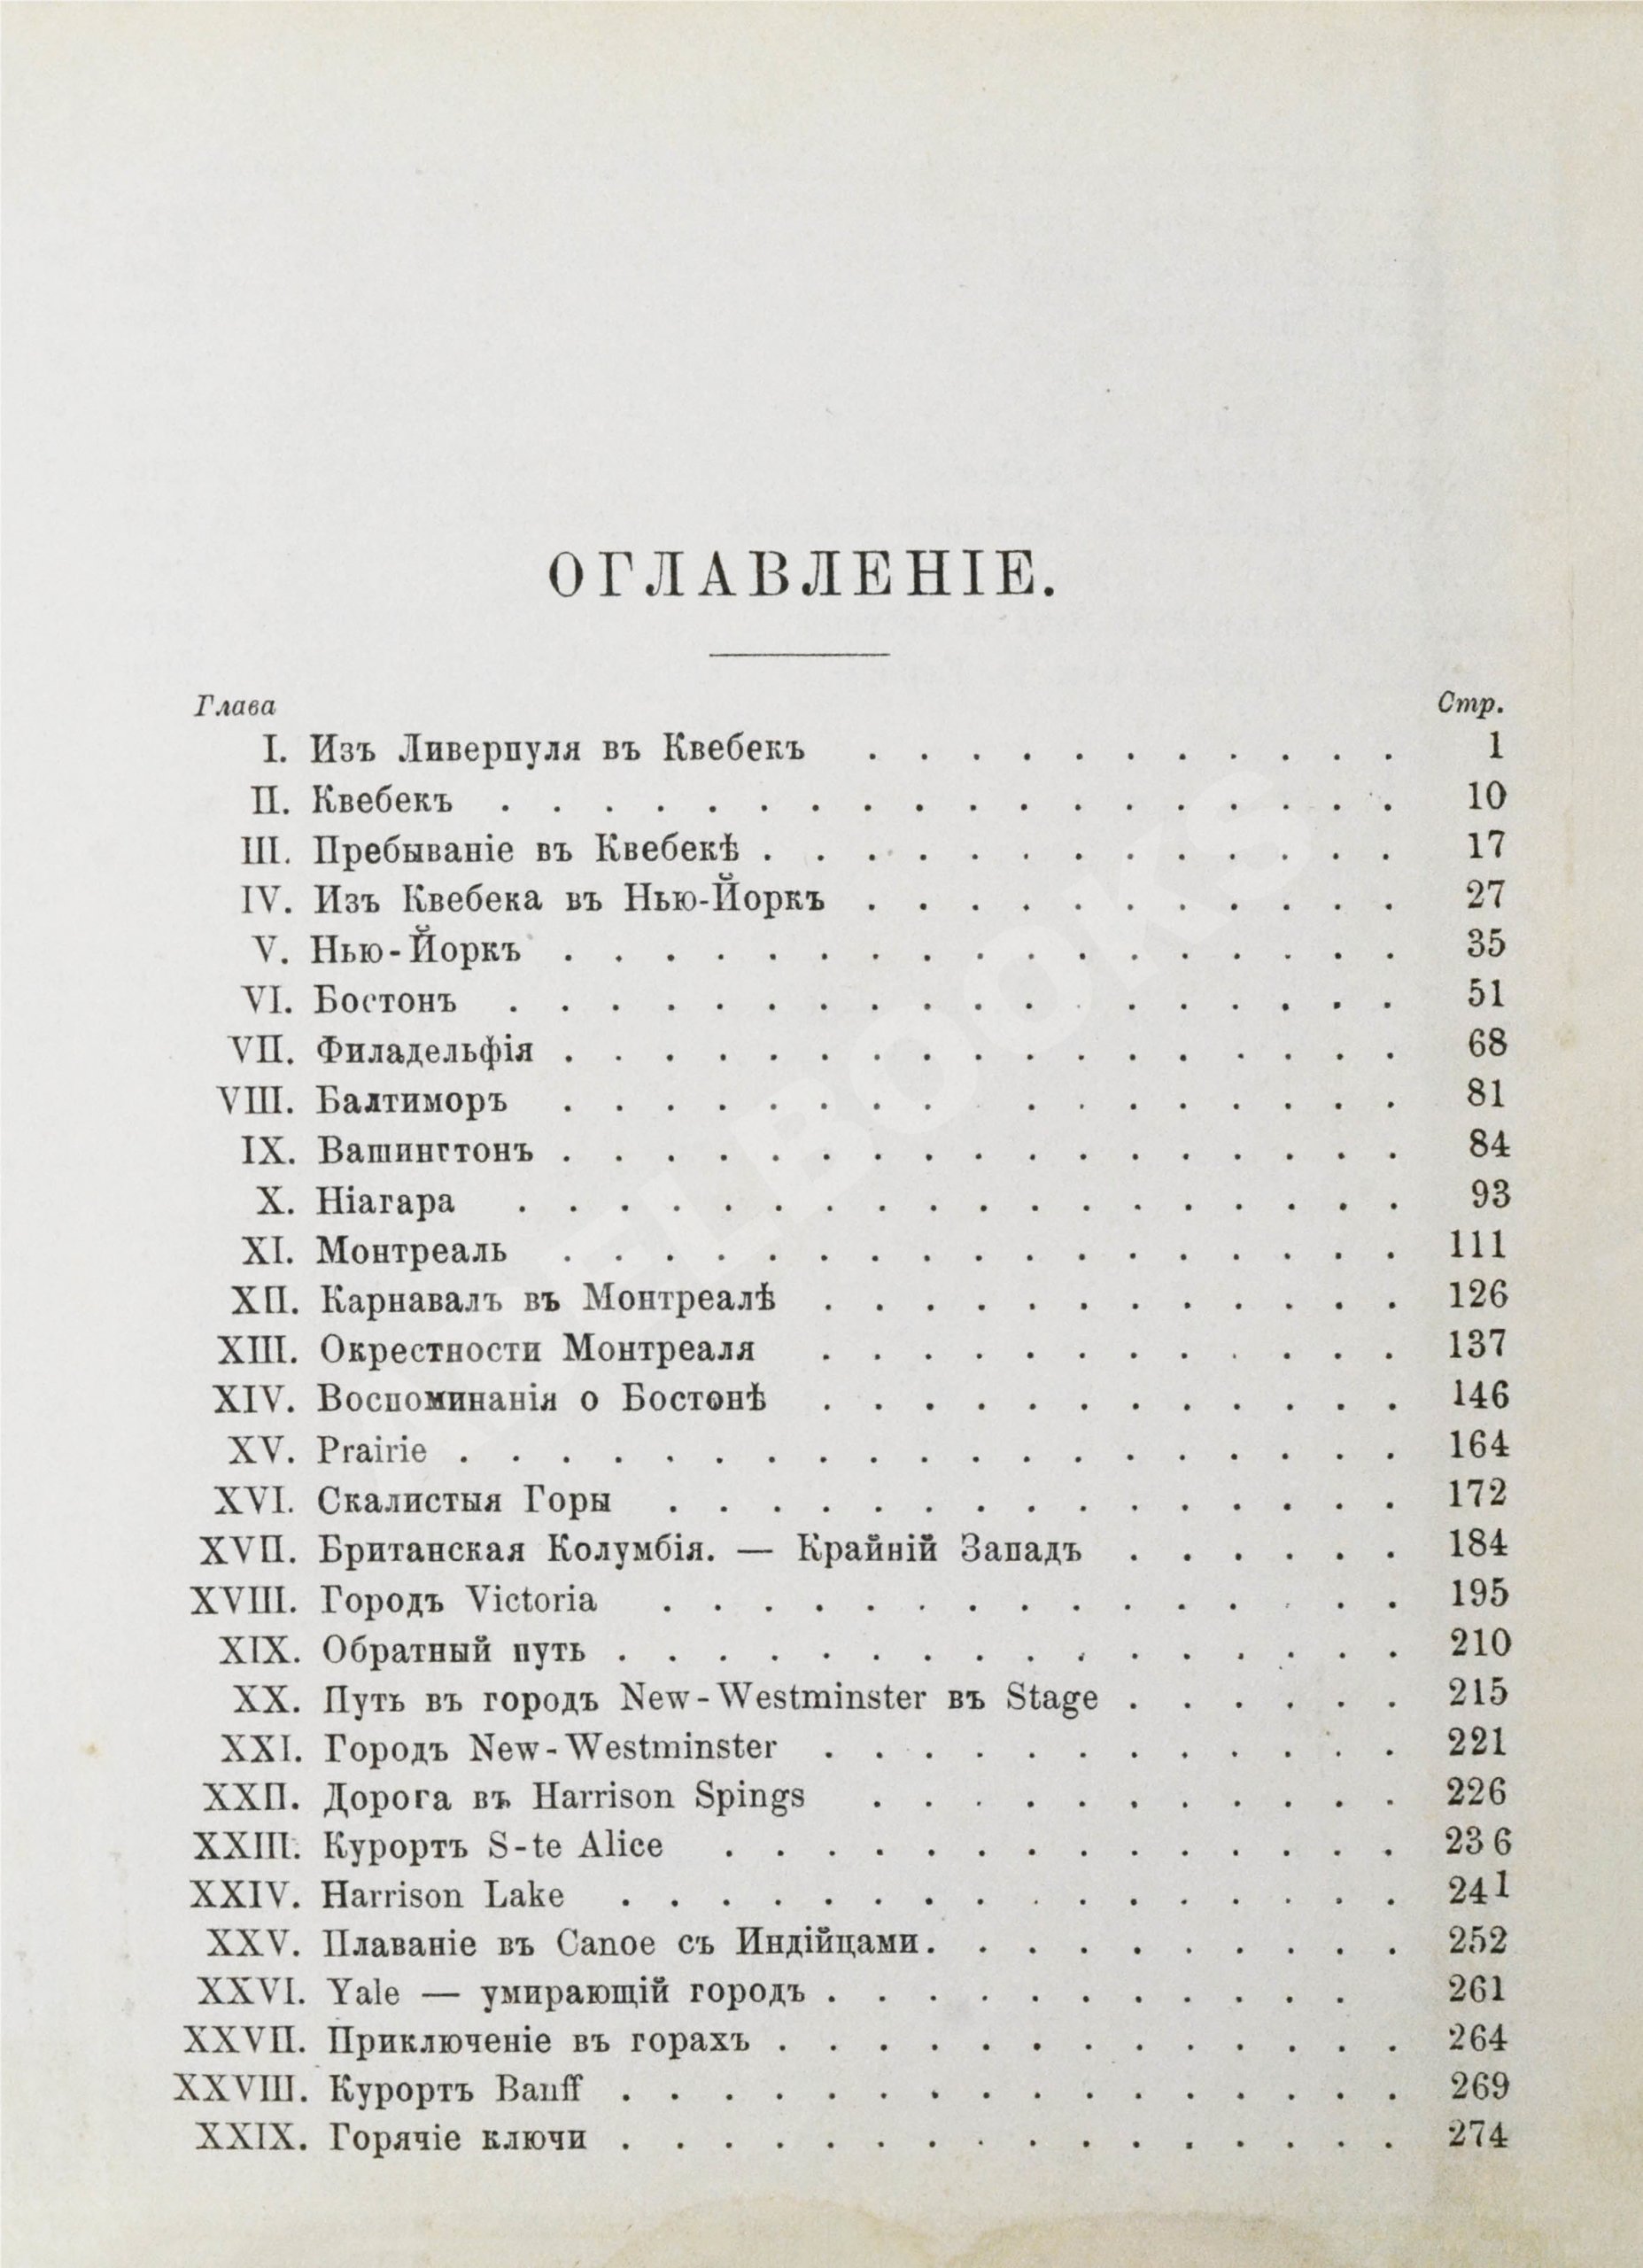 ОГЛАВЛЕНІЕ.
Глава Стр.
I. Изъ Ливерпуля въ Квебекъ . . . . . . . . . . . 1
II. Квебекъ . . . . . . . . . . . . . . . . . . 10
III. Пребываніе въ Квебекѣ . . . . . . . . . . . . . 17
IV. Изъ Квебека въ Нью-Йоркъ . . . . . . . . . . . 27
V. Нью-Йоркъ . . . . . . . . . . . . . . . . . 35
VI. Бостонъ . . . . . . . . . . . . . . . . . . 51
VII. Филадельфія . . . . . . . . . . . . . . . . . 68
VIII. Балтиморъ . . . . . . . . . . . . . . . . . 81
IX. Вашингтонъ . . . . . . . . . . . . . . . . . 84
X. Ніагара . . . . . . . . . . . . . . . . . . 93
XI. Монтреаль . . . . . . . . . . . . . . . . . 111
XII. Карнавалъ въ Монтреалѣ . . . . . . . . . . . . 126
XIII. Окрестности Монтреаля . . . . . . . . . . . . 137
XIV. Воспоминанія о Бостонѣ . . . . . . . . . . . . 146
XV. Prairie . . . . . . . . . . . . . . . . . . . 164
XVI. Скалистыя Горы . . . . . . . . . . . . . . . 172
XVII. Британская Колумбія. — Крайній Западъ . . . . . . 184
XVIII. Городъ Victoria . . . . . . . . . . . . . . . 195
XIX. Обратный путь . . . . . . . . . . . . . . . . 210
XX. Путь въ городъ New-Westminster въ Stage . . . . . . 215
XXI. Городъ New-Westminster . . . . . . . . . . . . 221
XXII. Дорога въ Harrison Spings . . . . . . . . . . . 226
XXIII. Курортъ S-te Alice . . . . . . . . . . . . . . 236
XXIV. Harrison Lake . . . . . . . . . . . . . . . . 241
XXV. Плаваніе въ Canoe съ Индійцами. . . . . . . . . . 252
XXVI. Yale — умирающій городъ . . . . . . . . . . . 261
XXVII. Приключеніе въ горахъ . . . . . . . . . . . . . 264
XXVIII. Курортъ Banff . . . . . . . . . . . . . . . . 269
XXIX. Горячіе ключи . . . . . . . . . . . . . . . . 274